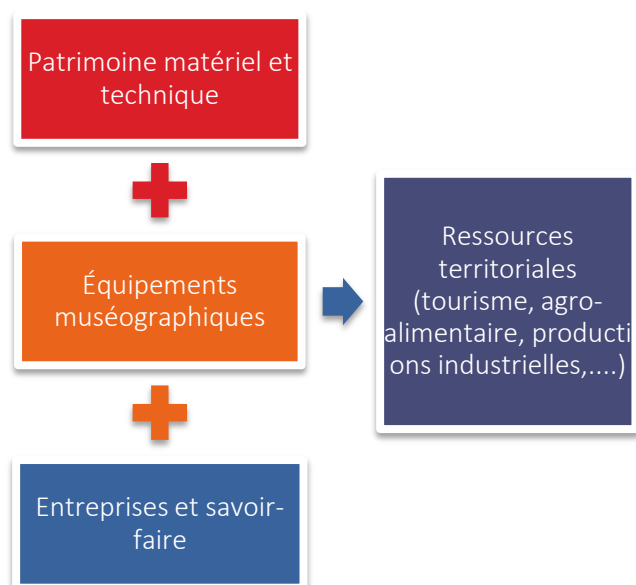 Patrimoine matériel et
technique
Équipements
muséographiques
Entreprises et savoir-
faire
Ressources
territoriales
(tourisme, agro-
alimentaire, producti
ons industrielles,....)